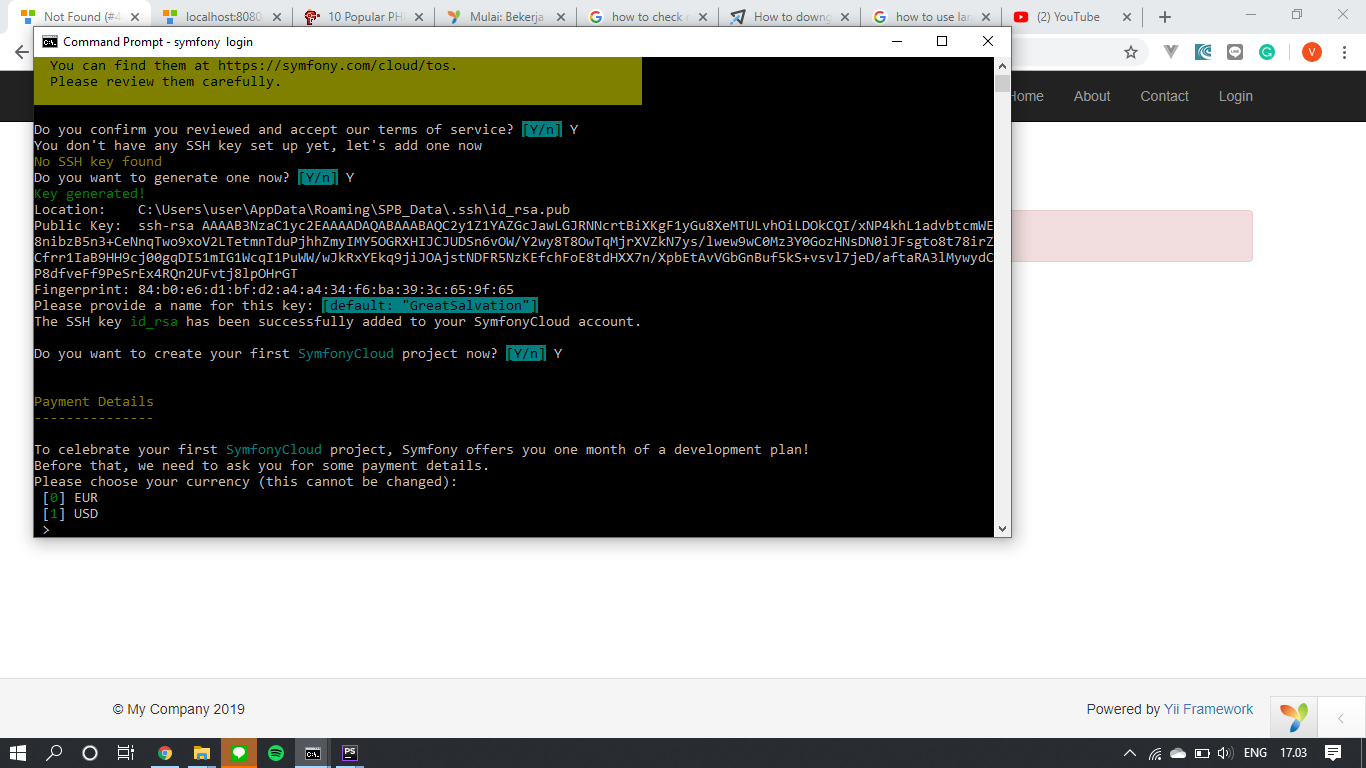 Not Found (#4
localhost:8080
10 Popular PH
Mulai: Bekerja
how to check r
How to downg
how to use lar
(2) YouTube
Command Prompt - symfony login
V
Home
About
Contact
Login
You can find them at https://symfony.com/cloud/tos.
Please review them carefully.
Do you confirm you reviewed and accept our terms of service? [Y/n] Y
You don't have any SSH key set up yet, let's add one now
No SSH key found
Do you want to generate one now? [Y/n] Y
Key generated!
Location: C:\Users\user\AppData\Roaming\SPB_Data\.ssh\id_rsa.pub
Public Key: ssh-rsa AAAAB3NzaC1yc2EAAAADAQABAAABAQC2y1Z1YAZGcJawLGJRNNcrtBiXKgF1yGu8XeMTULvhOiLDOkCQI/xNP4khL1advbtcmWE
8nibzB5n3+CeNnqTwo9xoV2LTetmnTduPjhhZmyIMY5OGRXHIJCJUDSn6vOW/Y2wy8T8OwTqMjrXVZkN7ys/lwew9wC0Mz3Y0GozHNsDN0iJFsgto8t78irZ
Cfrr1IaB9HH9cj00gqDI51mIG1WcqI1PuWW/wJkRxYEkq9jiJOAjstNDFR5NzKEfchFoE8tdHXX7n/XpbEtAvVGbGnBuf5kS+vsvl7jeD/aftaRA3lMywydC
P8dfveFf9PeSrEx4RQn2UFvtj8lpOHrGT
Fingerprint: 84:b0:e6:d1:bf:d2:a4:a4:34:f6:ba:39:3c:65:9f:65
Please provide a name for this key: [default: "GreatSalvation"]
The SSH key id_rsa has been successfully added to your SymfonyCloud account.
Do you want to create your first SymfonyCloud project now? [Y/n] Y
Payment Details
---------------
To celebrate your first SymfonyCloud project, Symfony offers you one month of a development plan!
Before that, we need to ask you for some payment details.
Please choose your currency (this cannot be changed):
[0] EUR
[1] USD
>
© My Company 2019
Powered by Yii Framework
PS
ENG
17.03